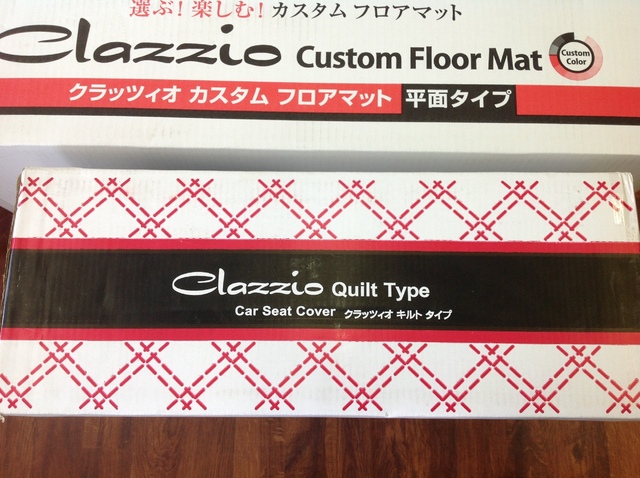 選ぶ！楽しむ！カスタム フロアマット
Clazzio Custom Floor Mat
Custom Color
クラッツィオ カスタム フロアマット 平面タイプ
Clazzio Quilt Type
Car Seat Cover クラッツィオ キルト タイプ